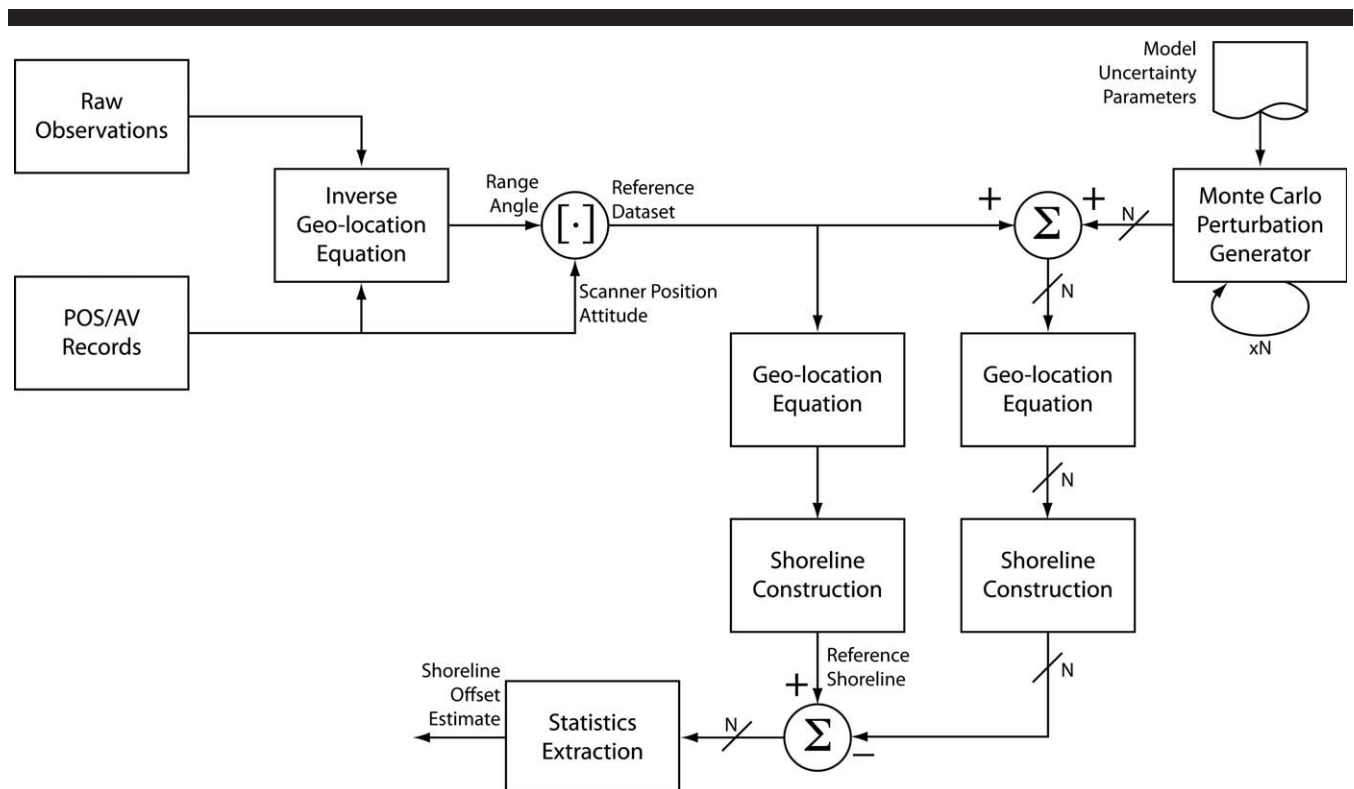 Model
Uncertainty
Parameters
Raw
Observations
Inverse
Geo-location
Equation
Range
Angle
[·]
Reference
Dataset
+
Σ
+
N
Monte Carlo
Perturbation
Generator
xN
POS/AV
Records
Scanner Position
Attitude
N
Geo-location
Equation
Geo-location
Equation
N
Shoreline
Construction
Shoreline
Construction
Reference
Shoreline
N
+
Σ
−
N
Statistics
Extraction
Shoreline
Offset
Estimate